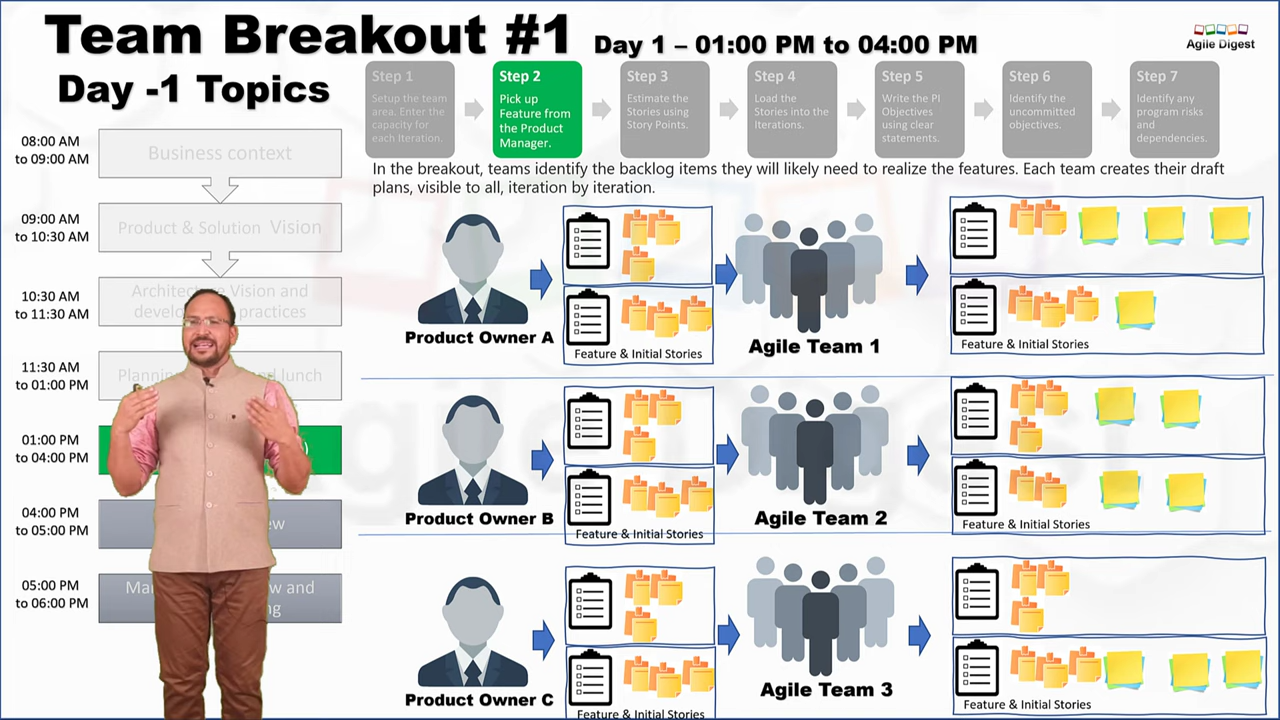 Team Breakout #1
Day 1 – 01:00 PM to 04:00 PM
Agile Digest
Day -1 Topics
Step 1
Setup the team
area. Enter the
capacity for
each Iteration.
Step 2
Pick up
Feature from
the Product
Manager.
Step 3
Estimate the
Stories using
Story Points.
Step 4
Load the
Stories into the
Iterations.
Step 5
Write the PI
Objectives
using clear
statements.
Step 6
Identify the
uncommitted
objectives.
Step 7
Identify any
program risks
and
dependencies.
In the breakout, teams identify the backlog items they will likely need to realize the features. Each team creates their draft
plans, visible to all, iteration by iteration.
08:00 AM
to 09:00 AM
Business context
09:00 AM
to 10:30 AM
Product & Solution Vision
10:30 AM
to 11:30 AM
Architecture Vision and
practices
11:30 AM
to 01:00 PM
lunch
01:00 PM
to 04:00 PM
04:00 PM
to 05:00 PM
05:00 PM
to 06:00 PM
and
Product Owner A
Feature & Initial Stories
Agile Team 1
Feature & Initial Stories
Product Owner B
Feature & Initial Stories
Agile Team 2
Feature & Initial Stories
Product Owner C
Feature & Initial Stories
Agile Team 3
Feature & Initial Stories